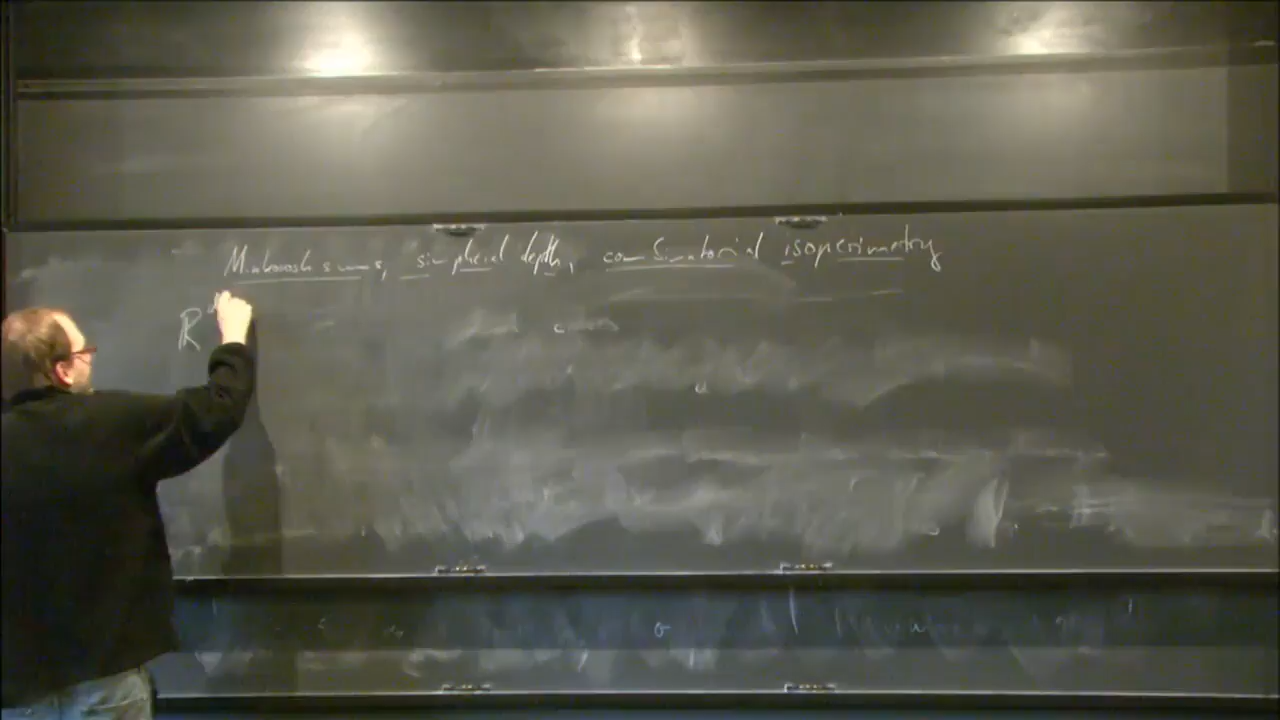 Minkowski sums, simplicial depth, combinatorial isoperimetry
ℝ^d